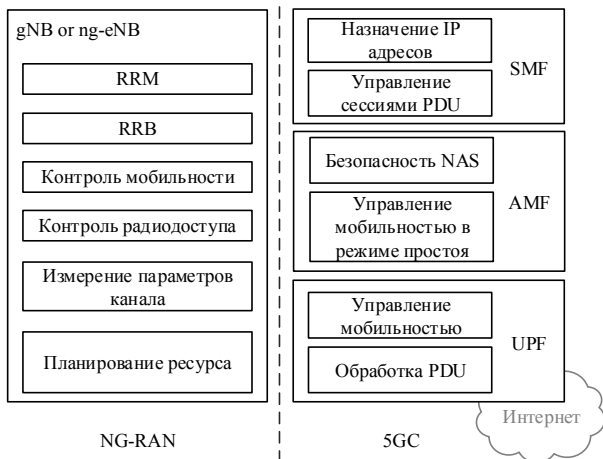 gNB or ng-eNB
RRM
RRB
Контроль мобильности
Контроль радиодоступа
Измерение параметров
канала
Планирование ресурса
NG-RAN
Назначение IP
адресов
Управление
сессиями PDU
SMF
Безопасность NAS
Управление
мобильностью в
режиме простоя
AMF
Управление
мобильностью
Обработка PDU
UPF
Интернет
5GC